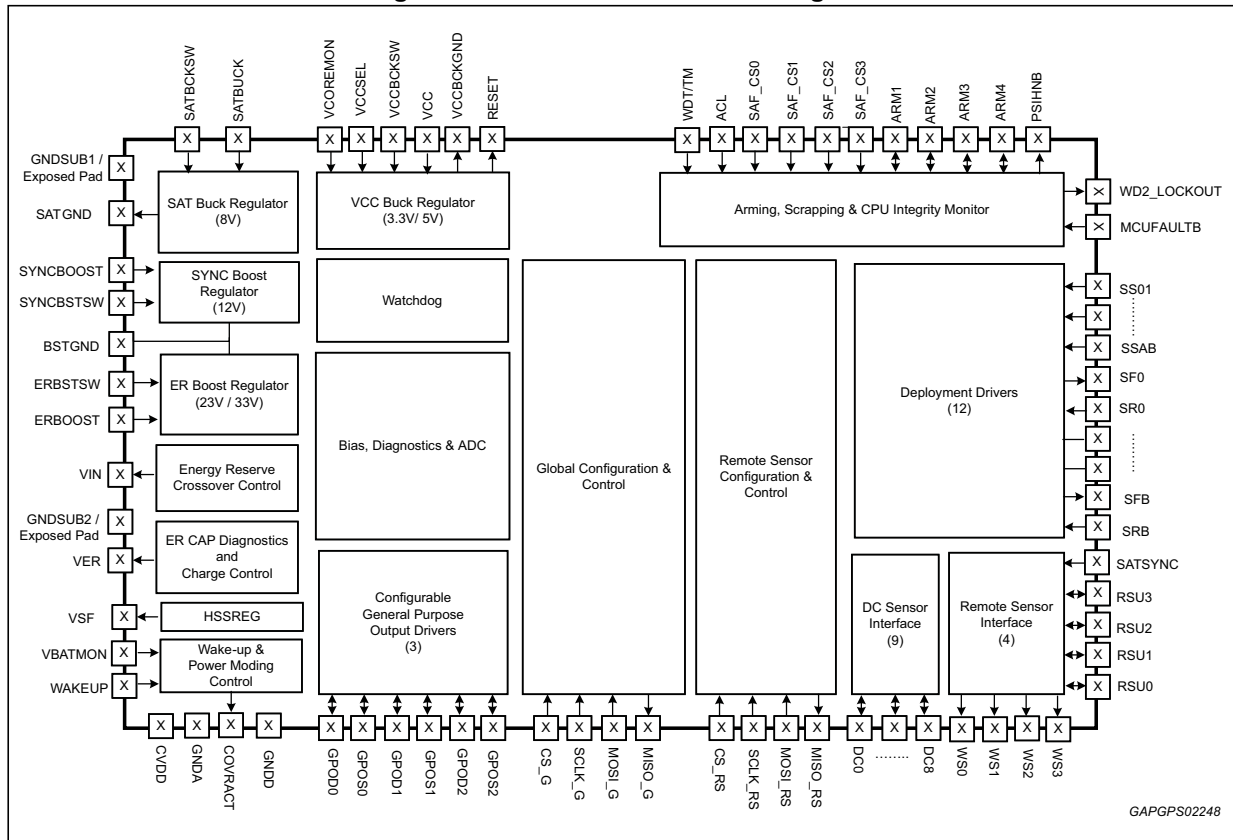 SATBCKSW
SATBUCK
VCOREMON
VCCSEL
VCCBCKSW
VCC
VCCBCKGND
RESET
WDT/TM
ACL
SAF_CS0
SAF_CS1
SAF_CS2
SAF_CS3
ARM1
ARM2
ARM3
ARM4
PSIHNB
X X X X X X X X X X X X X X X X X X X
GNDSUB1 /
Exposed Pad
X
SATGND
X
SAT Buck Regulator
(8V)
VCC Buck Regulator
(3.3V/ 5V)
Arming, Scrapping & CPU Integrity Monitor
X
WD2_LOCKOUT
X
MCUFAULTB
SYNCBOOST
X
SYNCBSTSW
X
SYNC Boost
Regulator
(12V)
Watchdog
BSTGND
X
ERBSTSW
X
ERBOOST
X
ER Boost Regulator
(23V / 33V)
Bias, Diagnostics & ADC
Global Configuration &
Control
Remote Sensor
Configuration &
Control
Deployment Drivers
(12)
X
SS01
X
........
X
SSAB
X
SF0
X
SR0
X
........
X
X
SFB
X
SRB
VIN
X
Energy Reserve
Crossover Control
GNDSUB2 /
Exposed Pad
X
VER
X
ER CAP Diagnostics
and
Charge Control
VSF
X
HSSREG
VBATMON
X
WAKEUP
X
Wake-up &
Power Moding
Control
Configurable
General Purpose
Output Drivers
(3)
DC Sensor
Interface
(9)
Remote Sensor
Interface
(4)
X
SATSYNC
X
RSU3
X
RSU2
X
RSU1
X
RSU0
X X X X X X X X X X X X X X X X X X X X X X X X X
CVDD
GNDA
COVRACT
GNDD
GPOD0
GPOS0
GPOD1
GPOS1
GPOD2
GPOS2
CS_G
SCLK_G
MOSI_G
MISO_G
CS_RS
SCLK_RS
MOSI_RS
MISO_RS
DC0
........
DC8
WS0
WS1
WS2
WS3
GAPGPS02248